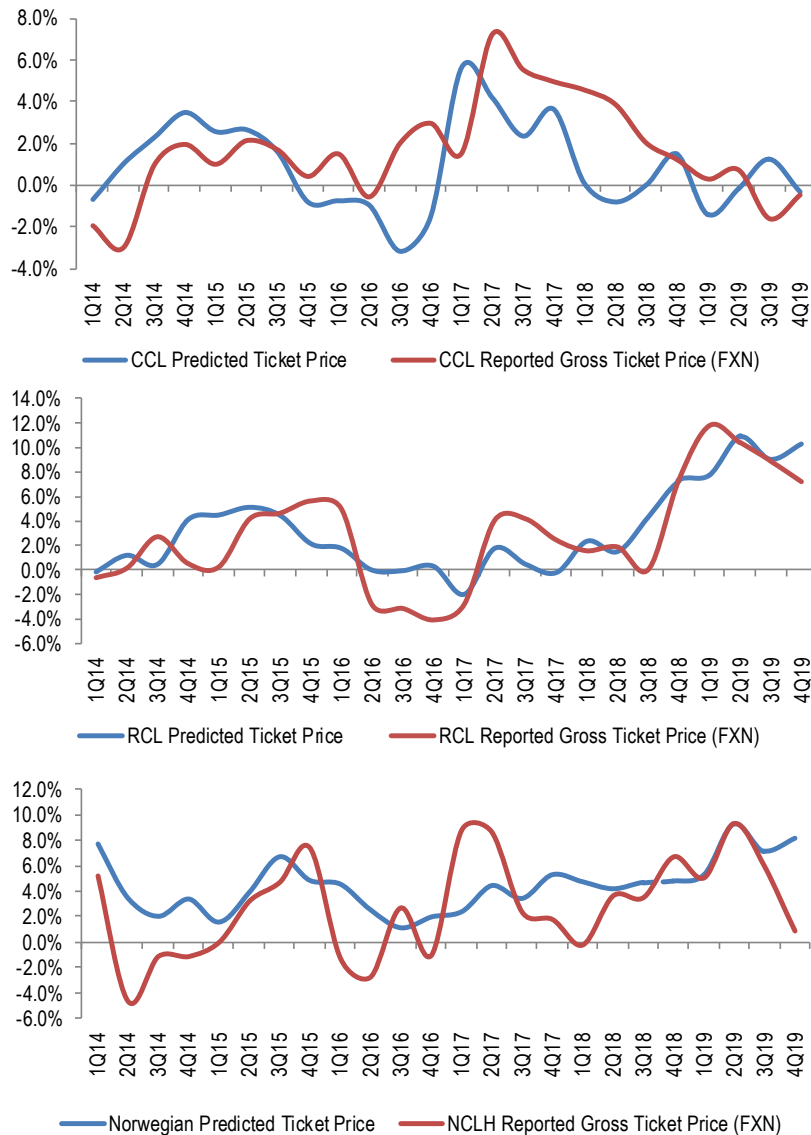 8.0%
6.0%
4.0%
2.0%
0.0%
-2.0%
-4.0%
1Q14
2Q14
3Q14
4Q14
1Q15
2Q15
3Q15
4Q15
1Q16
2Q16
3Q16
4Q16
1Q17
2Q17
3Q17
4Q17
1Q18
2Q18
3Q18
4Q18
1Q19
2Q19
3Q19
4Q19
CCL Predicted Ticket Price CCL Reported Gross Ticket Price (FXN)
14.0%
12.0%
10.0%
8.0%
6.0%
4.0%
2.0%
0.0%
-2.0%
-4.0%
-6.0%
1Q14
2Q14
3Q14
4Q14
1Q15
2Q15
3Q15
4Q15
1Q16
2Q16
3Q16
4Q16
1Q17
2Q17
3Q17
4Q17
1Q18
2Q18
3Q18
4Q18
1Q19
2Q19
3Q19
4Q19
RCL Predicted Ticket Price RCL Reported Gross Ticket Price (FXN)
12.0%
10.0%
8.0%
6.0%
4.0%
2.0%
0.0%
-2.0%
-4.0%
-6.0%
1Q14
2Q14
3Q14
4Q14
1Q15
2Q15
3Q15
4Q15
1Q16
2Q16
3Q16
4Q16
1Q17
2Q17
3Q17
4Q17
1Q18
2Q18
3Q18
4Q18
1Q19
2Q19
3Q19
4Q19
Norwegian Predicted Ticket Price NCLH Reported Gross Ticket Price (FXN)